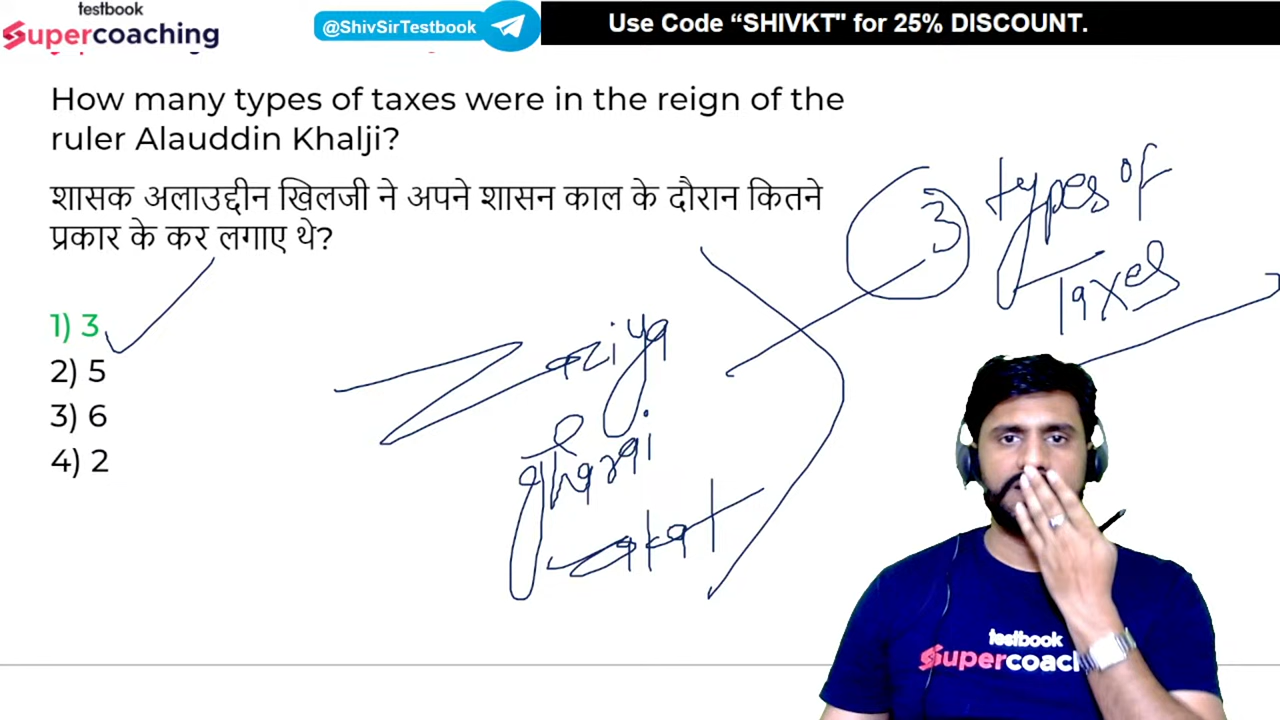 testbook
Supercoaching
@ShivSirTestbook
Use Code “SHIVKT" for 25% DISCOUNT.
How many types of taxes were in the reign of the
ruler Alauddin Khalji?
शासक अलाउद्दीन खिलजी ने अपने शासन काल के दौरान कितने
प्रकार के कर लगाए थे?
1) 3
2) 5
3) 6
4) 2
3 types of
Taxes
gharai
testbook
Supercoachi